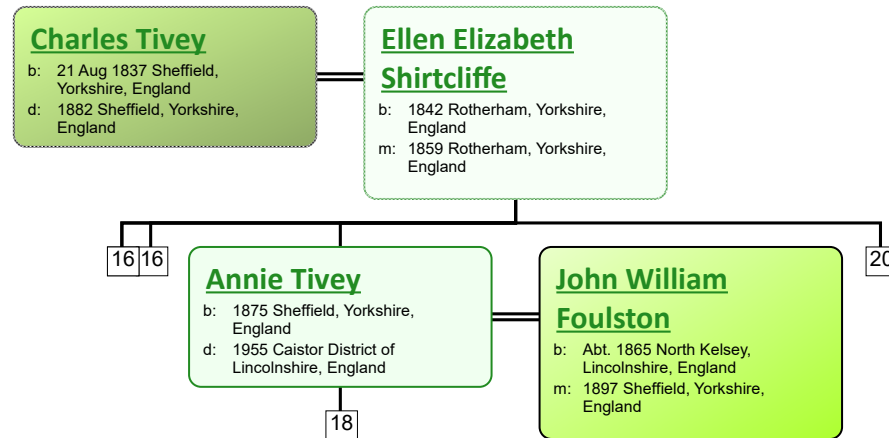 Charles Tivey
b: 21 Aug 1837 Sheffield,
Yorkshire, England
d: 1882 Sheffield, Yorkshire,
England
Ellen Elizabeth
Shirtcliffe
b: 1842 Rotherham, Yorkshire,
England
m: 1859 Rotherham, Yorkshire,
England
16 16
20
Annie Tivey
b: 1875 Sheffield, Yorkshire,
England
d: 1955 Caistor District of
Lincolnshire, England
John William
Foulston
b: Abt. 1865 North Kelsey,
Lincolnshire, England
m: 1897 Sheffield, Yorkshire,
England
18